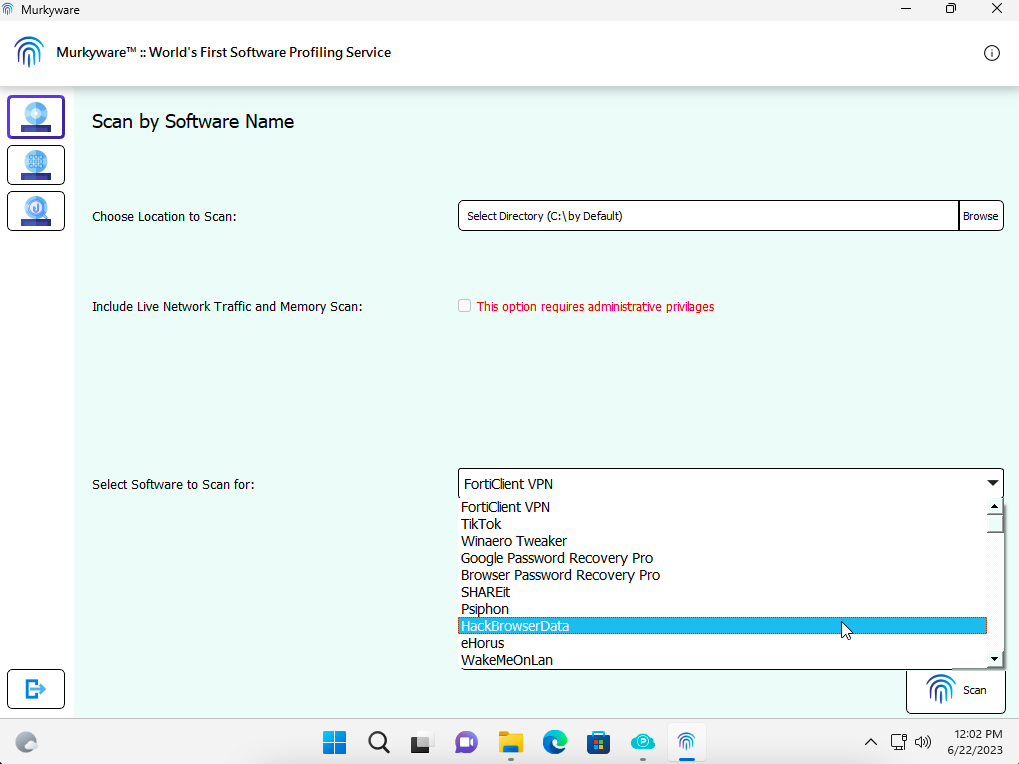 Murkyware
Murkyware™ :: World's First Software Profiling Service
Scan by Software Name
Choose Location to Scan:
Select Directory (C:\ by Default)
Browse
Include Live Network Traffic and Memory Scan:
This option requires administrative privilages
Select Software to Scan for:
FortiClient VPN
FortiClient VPN
TikTok
Winaero Tweaker
Google Password Recovery Pro
Browser Password Recovery Pro
SHAREit
Psiphon
HackBrowserData
eHorus
WakeMeOnLan
Scan
12:02 PM
6/22/2023